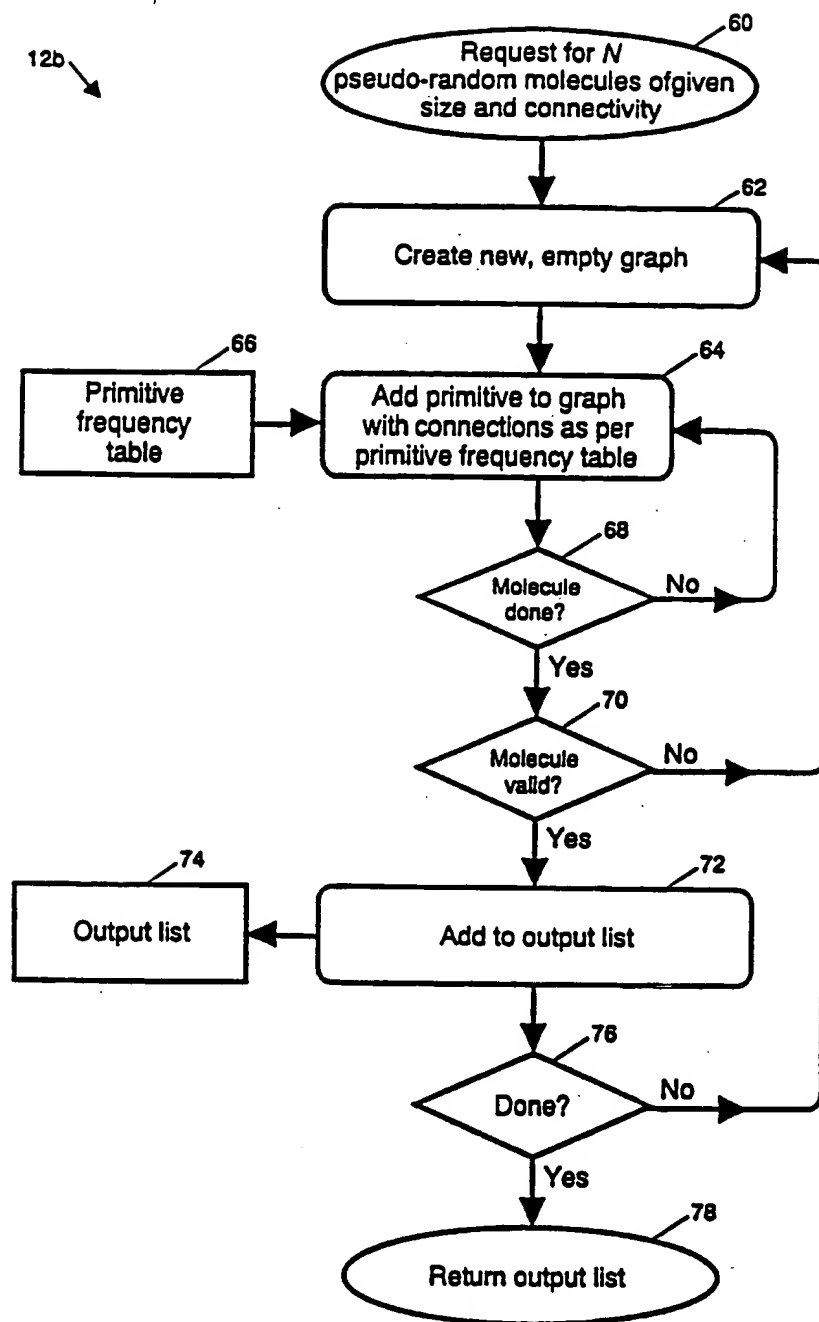 60
12b
Request for N
pseudo-random molecules ofgiven
size and connectivity
62
Create new, empty graph
66
64
Primitive
frequency
table
Add primitive to graph
with connections as per
primitive frequency table
68
Molecule
done?
No
Yes
70
Molecule
valid?
No
Yes
74
72
Output list
Add to output list
76
Done?
No
Yes
78
Return output list